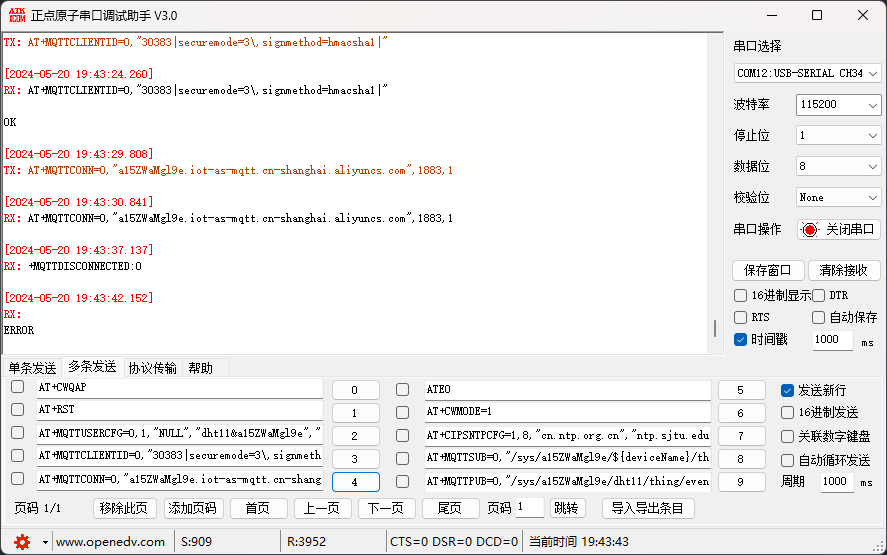 ATK
XCOM
正点原子串口调试助手 V3.0
TX: AT+MQTTCLIENTID=0,"30383|securemode=3\,signmethod=hmacsha1|"
[2024-05-20 19:43:24.260]
RX: AT+MQTTCLIENTID=0,"30383|securemode=3\,signmethod=hmacsha1|"
OK
[2024-05-20 19:43:29.808]
TX: AT+MQTTCONN=0,"a15ZWaMgl9e.iot-as-mqtt.cn-shanghai.aliyuncs.com",1883,1
[2024-05-20 19:43:30.841]
RX: AT+MQTTCONN=0,"a15ZWaMgl9e.iot-as-mqtt.cn-shanghai.aliyuncs.com",1883,1
[2024-05-20 19:43:37.137]
RX: +MQTTDISCONNECTED:0
[2024-05-20 19:43:42.152]
RX:
ERROR
串口选择
COM12:USB-SERIAL CH34
波特率 115200
停止位 1
数据位 8
校验位 None
串口操作 关闭串口
保存窗口 清除接收
16进制显示 DTR
RTS 自动保存
时间戳 1000 ms
单条发送 多条发送 协议传输 帮助
AT+CWQAP 0 ATE0 5 发送新行
AT+RST 1 AT+CWMODE=1 6 16进制发送
AT+MQTTUSERCFG=0,1,"NULL","dht11&a15ZWaMgl9e"," 2 AT+CIPSNTPCFG=1,8,"cn.ntp.org.cn","ntp.sjtu.edu 7 关联数字键盘
AT+MQTTCLIENTID=0,"30383|securemode=3\,signmeth 3 AT+MQTTSUB=0,"/sys/a15ZWaMgl9e/${deviceName}/th 8 自动循环发送
AT+MQTTCONN=0,"a15ZWaMgl9e.iot-as-mqtt.cn-shang 4 AT+MQTTPUB=0,"/sys/a15ZWaMgl9e/dht11/thing/even 9 周期 1000 ms
页码 1/1 移除此页 添加页码 首页 上一页 下一页 尾页 页码 1 跳转 导入导出条目
www.openedv.com S:909 R:3952 CTS=0 DSR=0 DCD=0 当前时间 19:43:43